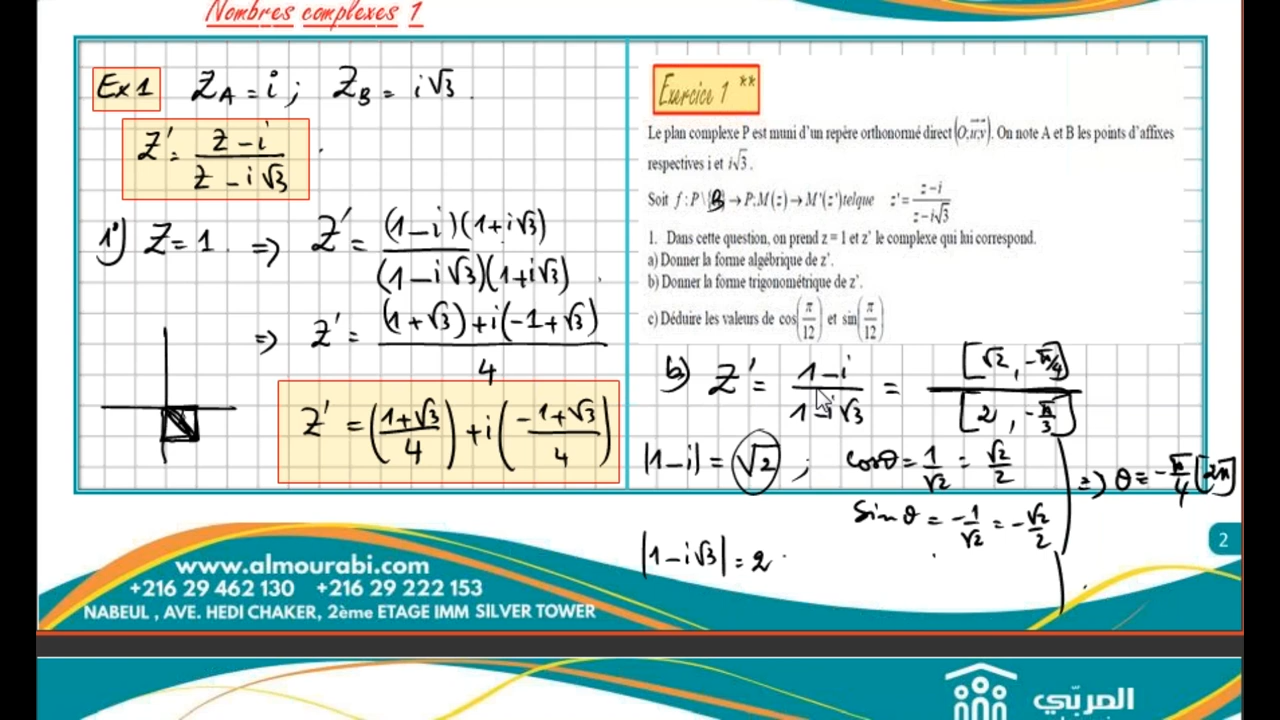 Nombres complexes 1
Ex 1 Z_A = i ; Z_B = i√3.
Z' = (z - i)/(z - i√3) .
1°) Z = 1. => Z' = (1-i)(1+i√3)/(1-i√3)(1+i√3) .
=> Z' = ((1+√3)+i(-1+√3))/4
Z' = ((1+√3)/4) + i((-1+√3)/4)
Exercice 1 **
Le plan complexe P est muni d'un repère orthonormé direct (O, u, v). On note A et B les points d'affixes
respectives i et i√3.
Soit f : P \ {B} → P: M(z) → M'(z') telque z' = (z-i)/(z-i√3)
1. Dans cette question, on prend z = 1 et z' le complexe qui lui correspond.
a) Donner la forme algébrique de z'.
b) Donner la forme trigonométrique de z'.
c) Déduire les valeurs de cos(π/12) et sin(π/12)
b) Z' = (1-i)/(1-i√3) = [√2, -π/4]/[2, -π/3]
|1-i| = √2 ; cosθ = 1/√2 = √2/2
sinθ = -1/√2 = -√2/2
=> θ = -π/4 [2π]
|1-i√3| = 2
2
www.almourabi.com
+216 29 462 130 +216 29 222 153
NABEUL , AVE. HEDI CHAKER, 2ème ETAGE IMM SILVER TOWER
المربّي